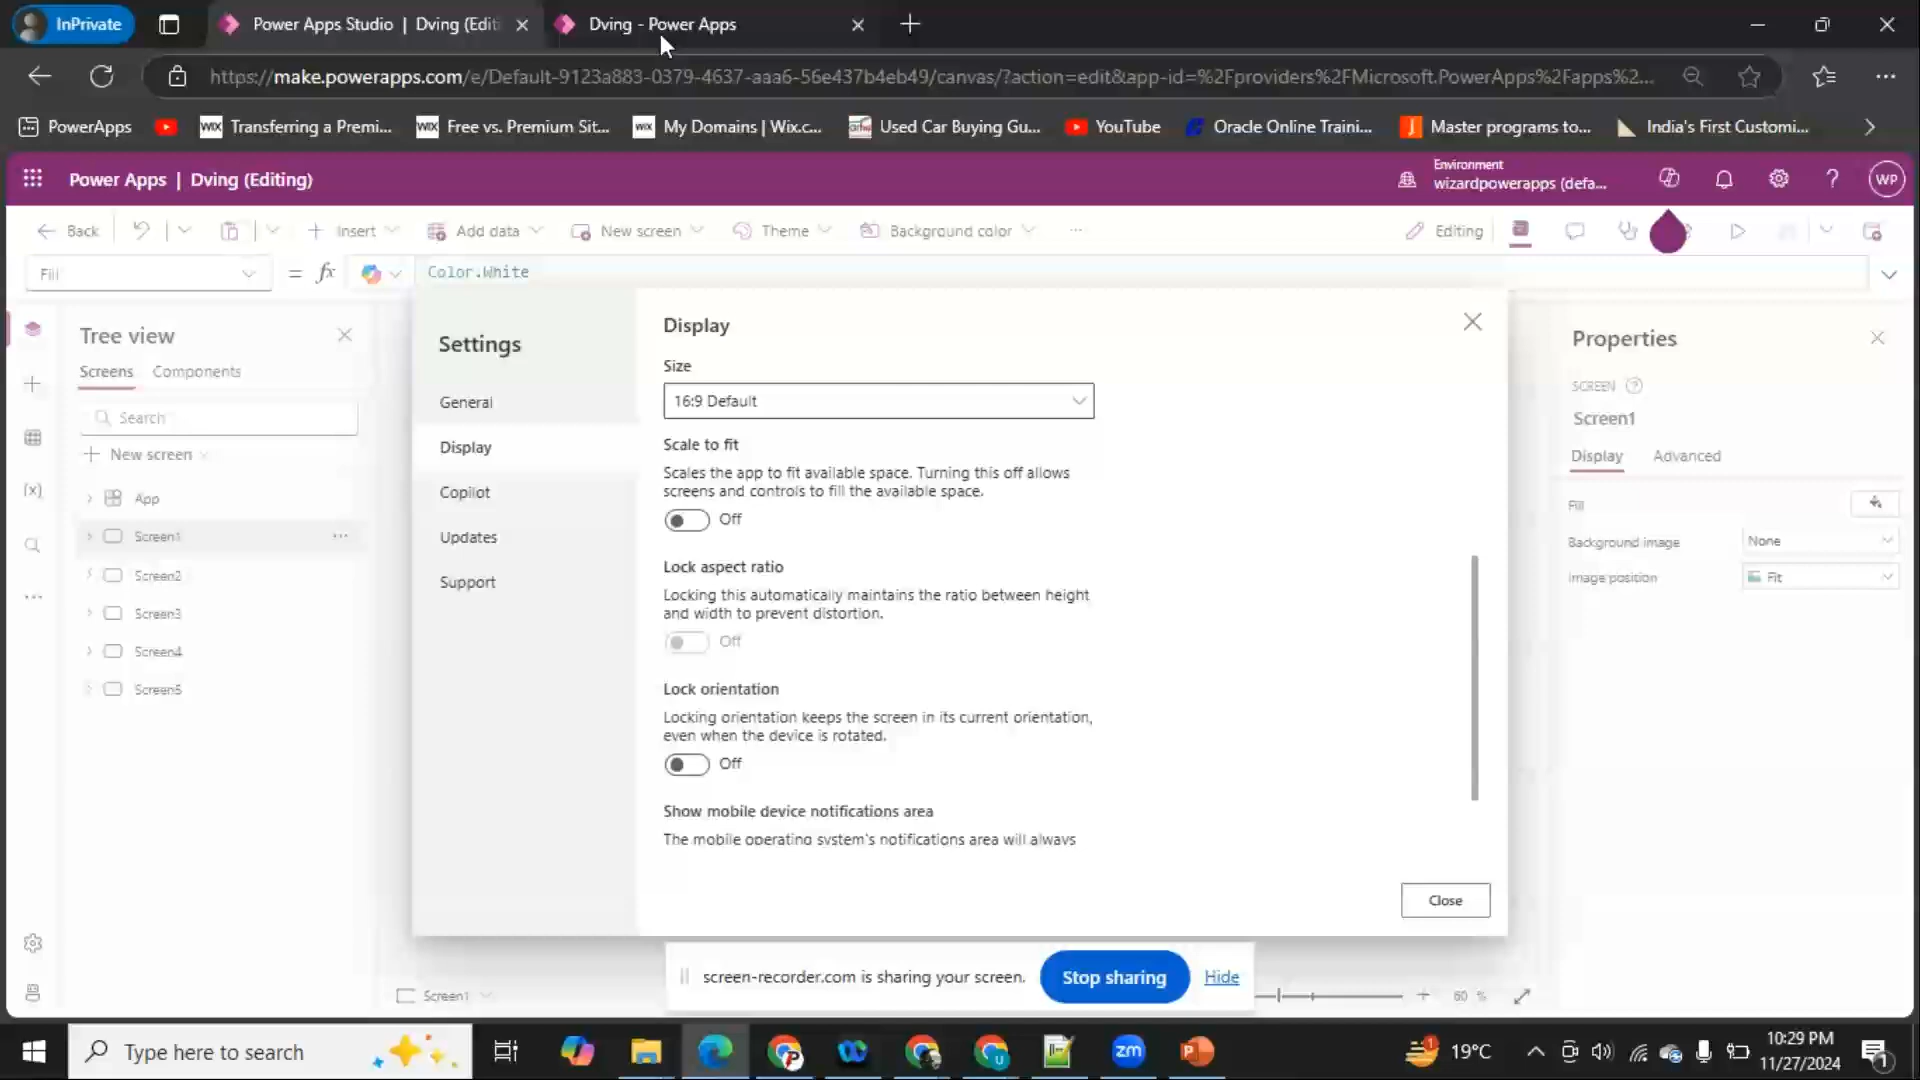 InPrivate
Power Apps Studio | Dving (Editi
Dving - Power Apps
https://make.powerapps.com/e/Default-9123a883-0379-4637-aaa6-56e437b4eb49/canvas/?action=edit&app-id=%2Fproviders%2FMicrosoft.PowerApps%2Fapps%2...
PowerApps
WIX Transferring a Premi...
WIX Free vs. Premium Sit...
WIX My Domains | Wix.c...
Used Car Buying Gu...
YouTube
Oracle Online Traini...
Master programs to...
India's First Customi...
Power Apps | Dving (Editing)
Environment
wizardpowerapps (defa...
WP
Back
Insert
Add data
New screen
Theme
Background color
...
Editing
Fill
= fx
Color.White
Tree view
Screens
Components
Search
New screen
App
Screen1
...
Screen2
Screen3
Screen4
Screen5
Settings
General
Display
Copilot
Updates
Support
Display
Size
16:9 Default
Scale to fit
Scales the app to fit available space. Turning this off allows
screens and controls to fill the available space.
Off
Lock aspect ratio
Locking this automatically maintains the ratio between height
and width to prevent distortion.
Off
Lock orientation
Locking orientation keeps the screen in its current orientation,
even when the device is rotated.
Off
Show mobile device notifications area
The mobile operating system's notifications area will always
Close
Properties
SCREEN
Screen1
Display
Advanced
Fill
Background image
None
Image position
Fit
Screen1
screen-recorder.com is sharing your screen.
Stop sharing
Hide
60 %
Type here to search
zm
19°C
10:29 PM
11/27/2024
1